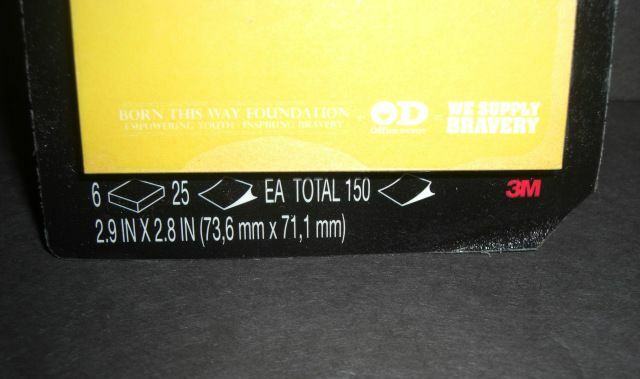 BORN THIS WAY FOUNDATION
EMPOWERING YOUTH · INSPIRING BRAVERY
OD
Office DEPOT
WE SUPPLY
BRAVERY
6 25 EA TOTAL 150
3M
2.9 IN X 2.8 IN (73,6 mm x 71,1 mm)